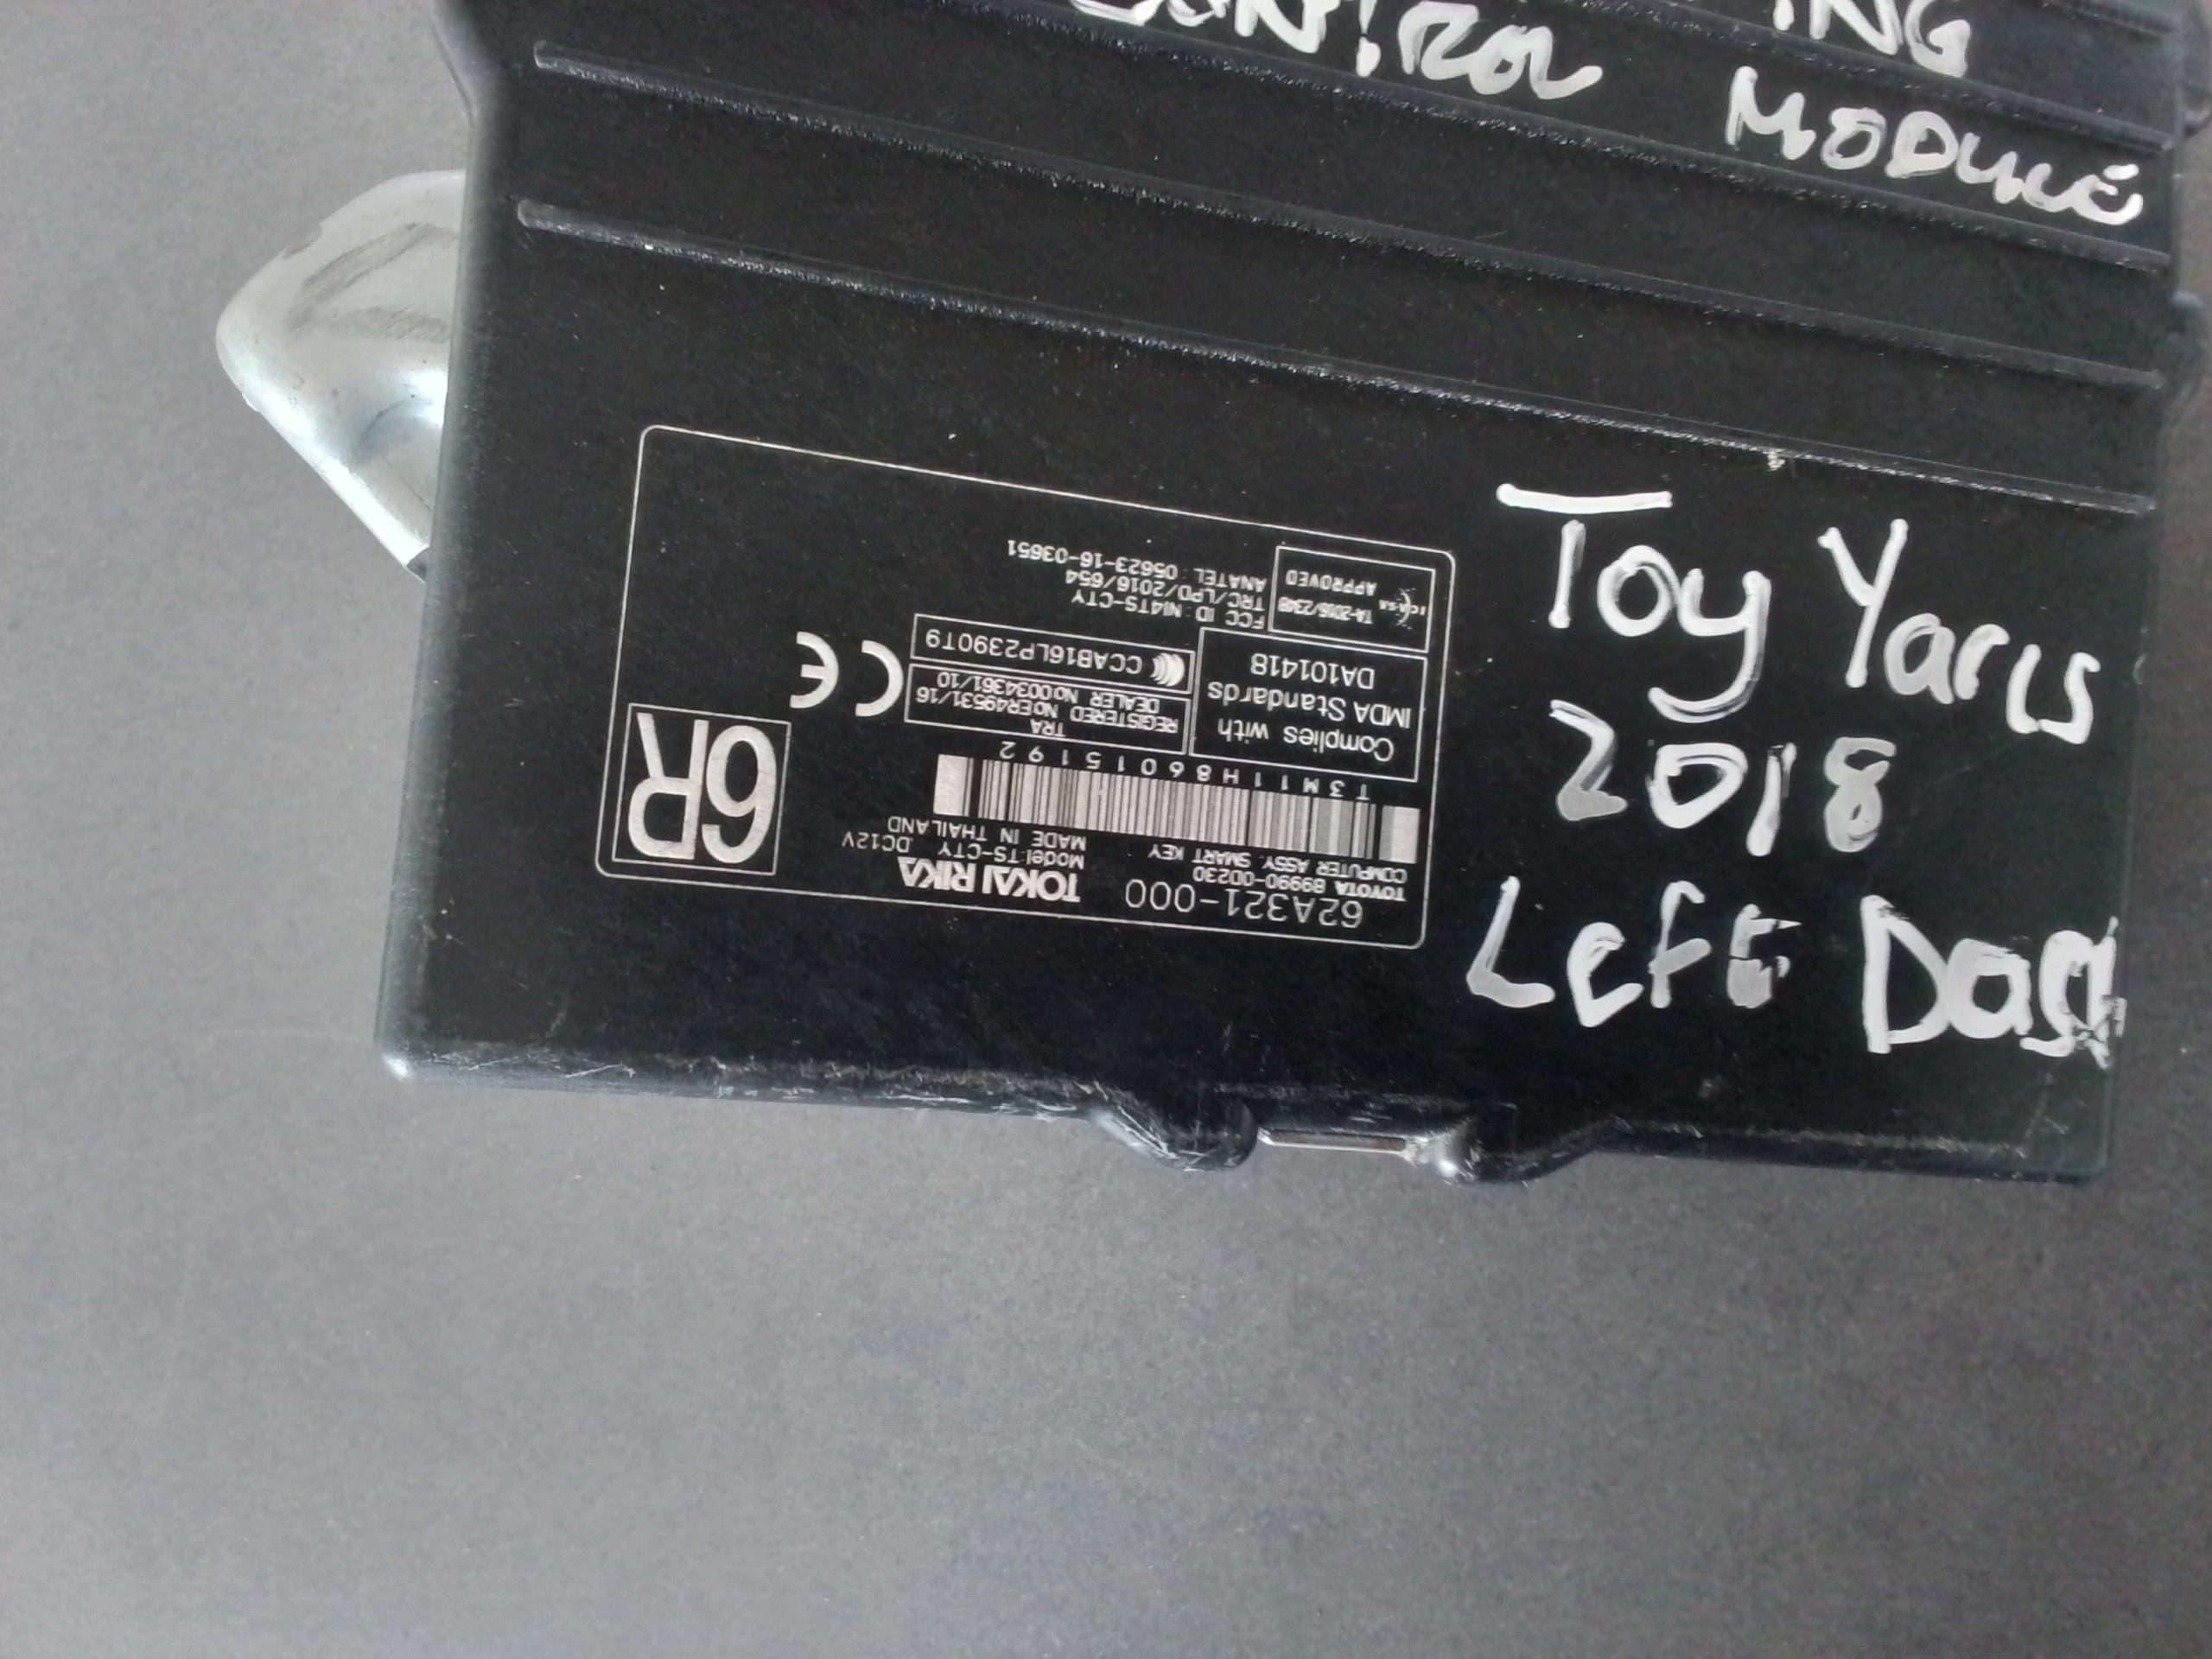 ING
CONTROL MODULE
Toy Yaris
2018
Left Dash
62A321-000
TOYOTA 89990-0D230
COMPUTER ASSY, SMART KEY
TOKAI RIKA
Model:TS-CTY DC12V
MADE IN THAILAND
6R
T3M11H86015192
Complies with
IMDA Standards
DA101418
TRA
REGISTERED No:ER49531/16
DEALER No:0034361/10
CCAB16LP2390T9
CE
ICASA
TA-2016/2348
APPROVED
FCC ID:NI4TS-CTY
TRC/LPD/2016/654
ANATEL: 05623-16-03651